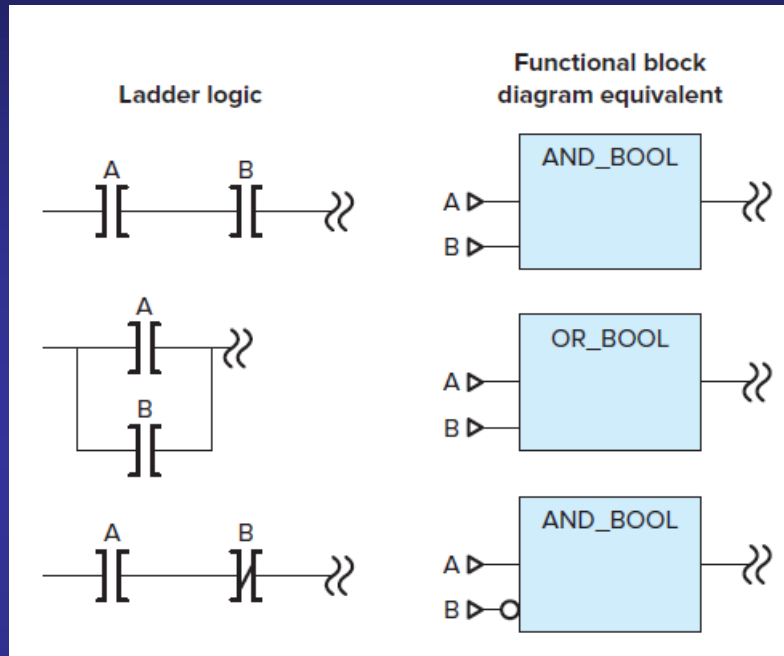 Ladder logic
Functional block
diagram equivalent
A B
AND_BOOL
A
B
A
B
OR_BOOL
A
B
A B
AND_BOOL
A
B